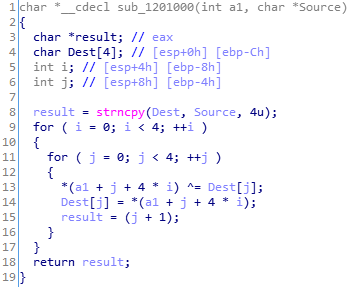 1 char *__cdecl sub_1201000(int a1, char *Source)
2 {
3 char *result; // eax
4 char Dest[4]; // [esp+0h] [ebp-Ch]
5 int i; // [esp+4h] [ebp-8h]
6 int j; // [esp+8h] [ebp-4h]
7
8 result = strncpy(Dest, Source, 4u);
9 for ( i = 0; i < 4; ++i )
10 {
11 for ( j = 0; j < 4; ++j )
12 {
13 *(a1 + j + 4 * i) ^= Dest[j];
14 Dest[j] = *(a1 + j + 4 * i);
15 result = (j + 1);
16 }
17 }
18 return result;
19 }